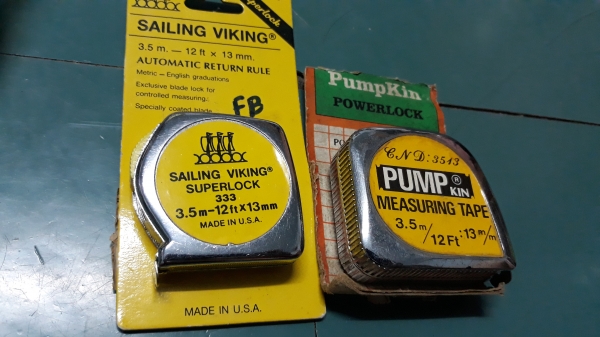 Superlock
SAILING VIKING®
3.5 m. — 12 ft × 13 mm.
AUTOMATIC RETURN RULE
Metric – English graduations
Exclusive blade lock for
controlled measuring.
Specially coated blade
FB
SAILING VIKING®
SUPERLOCK
333
3.5m-12ftx13mm
MADE IN U.S.A.
MADE IN U.S.A.
PumpKin
POWERLOCK
C.N.D: 3513
PUMP®
KIN
MEASURING TAPE
3.5m/12Ft:13m/m